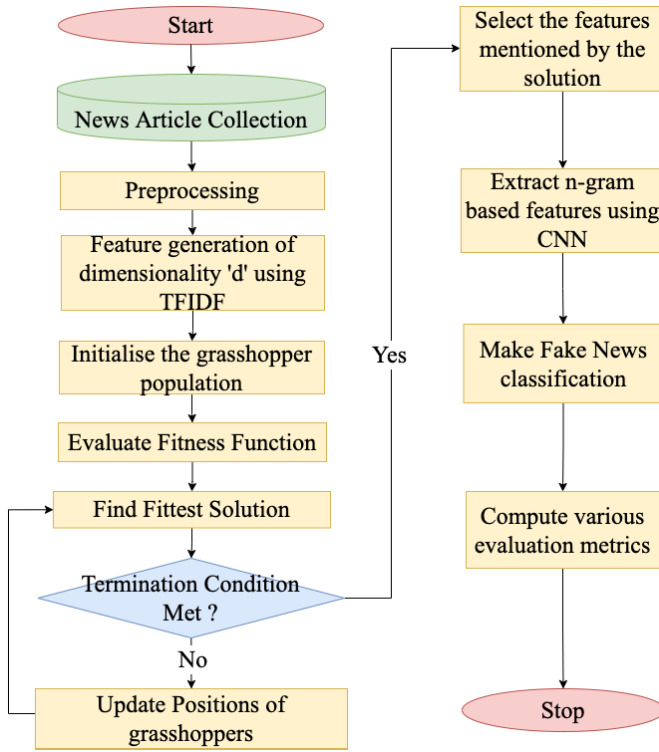 Start
News Article Collection
Preprocessing
Feature generation of
dimensionality 'd' using
TFIDF
Initialise the grasshopper
population
Evaluate Fitness Function
Find Fittest Solution
Termination Condition
Met ?
No
Update Positions of
grasshoppers
Yes
Select the features
mentioned by the
solution
Extract n-gram
based features using
CNN
Make Fake News
classification
Compute various
evaluation metrics
Stop